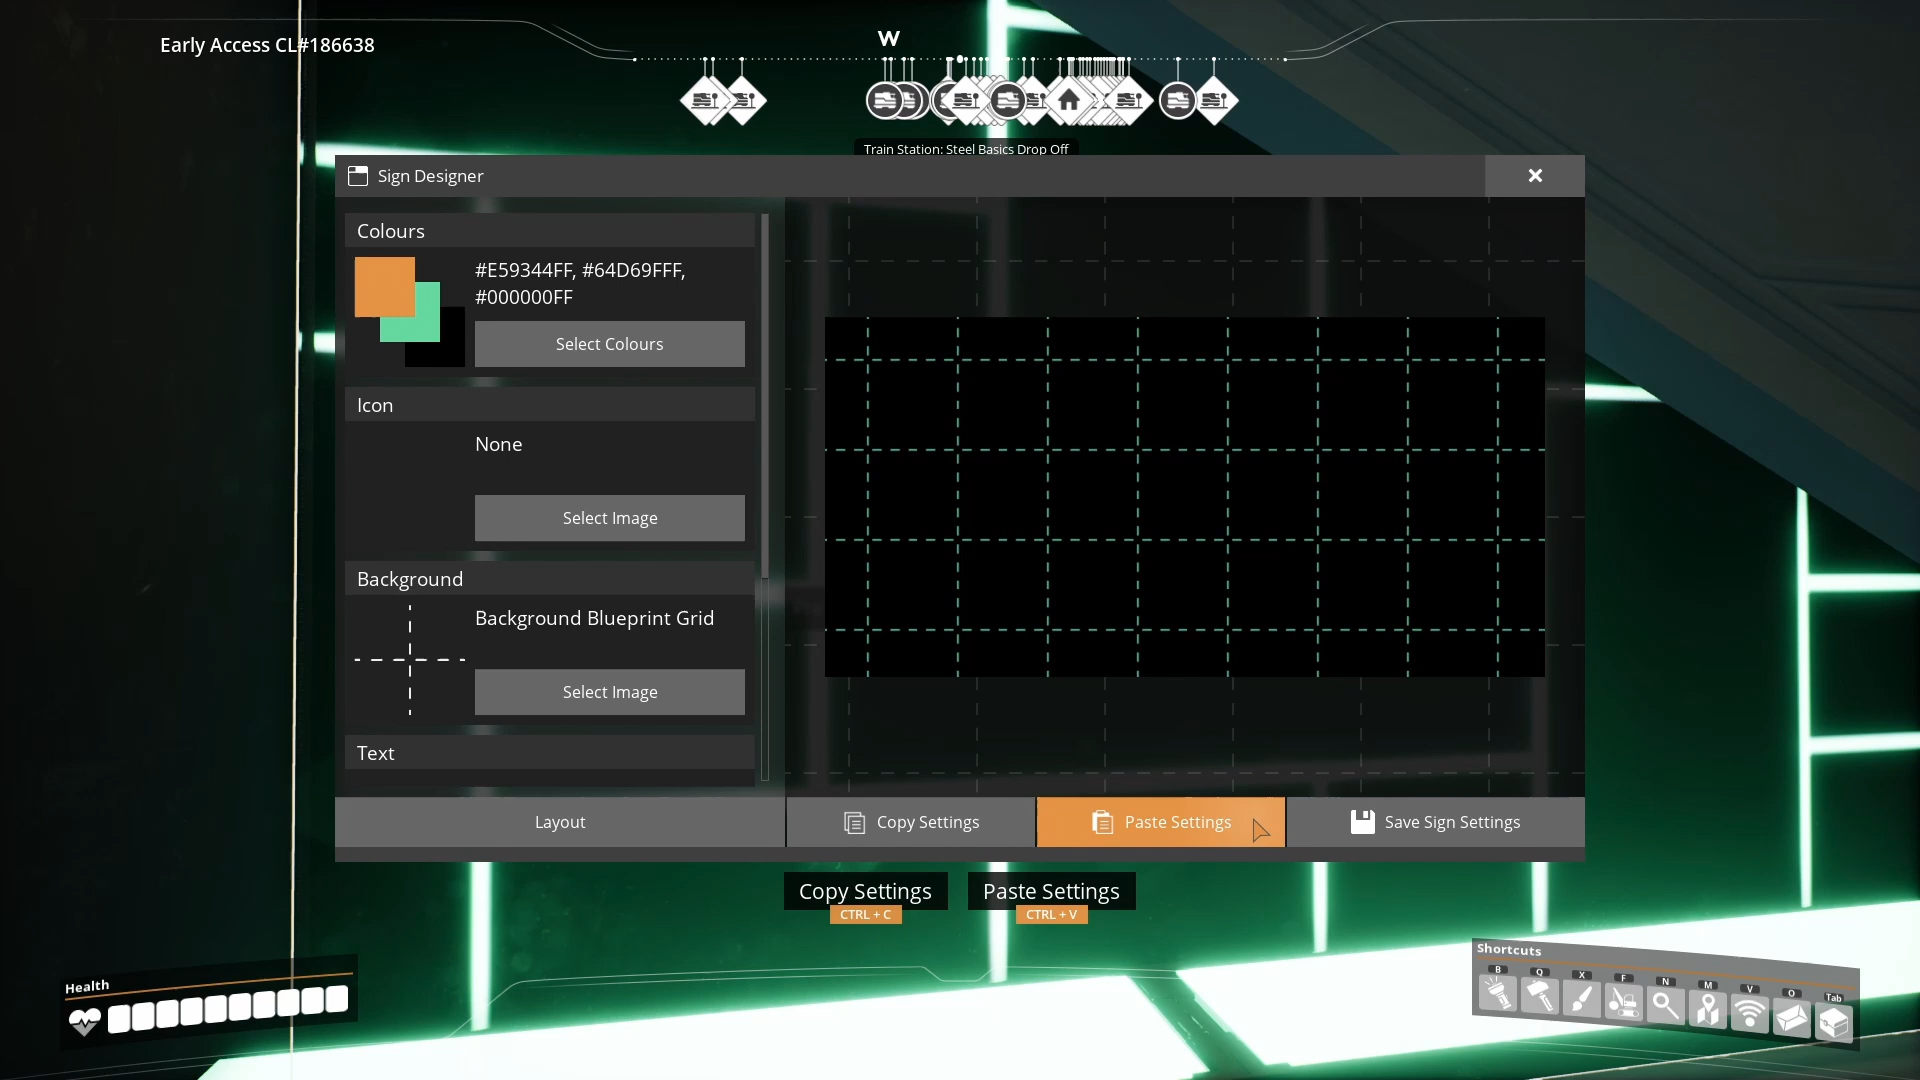 Early Access CL#186638
W
Train Station: Steel Basics Drop Off
Sign Designer
Colours
#E59344FF, #64D69FFF,
#000000FF
Select Colours
Icon
None
Select Image
Background
Background Blueprint Grid
Select Image
Text
Layout
Copy Settings
Paste Settings
Save Sign Settings
Copy Settings
CTRL + C
Paste Settings
CTRL + V
Health
Shortcuts
B
Q
X
F
N
M
V
O
Tab